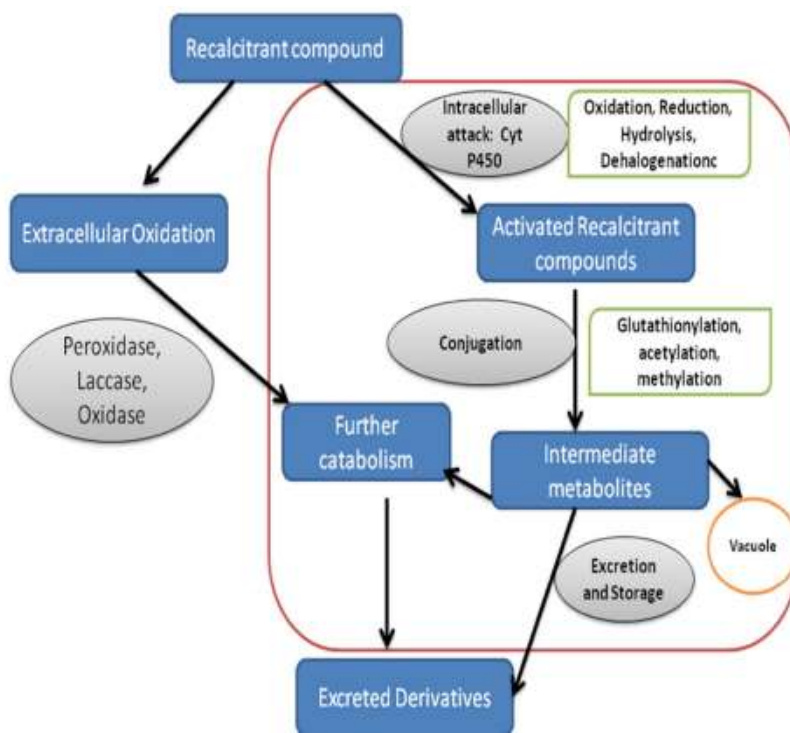 Recalcitrant compound
Intracellular
attack: Cyt
P450
Oxidation, Reduction,
Hydrolysis,
Dehalogenationc
Extracellular Oxidation
Activated Recalcitrant
compounds
Peroxidase,
Laccase,
Oxidase
Conjugation
Glutathionylation,
acetylation,
methylation
Further
catabolism
Intermediate
metabolites
Vacuole
Excretion
and Storage
Excreted Derivatives